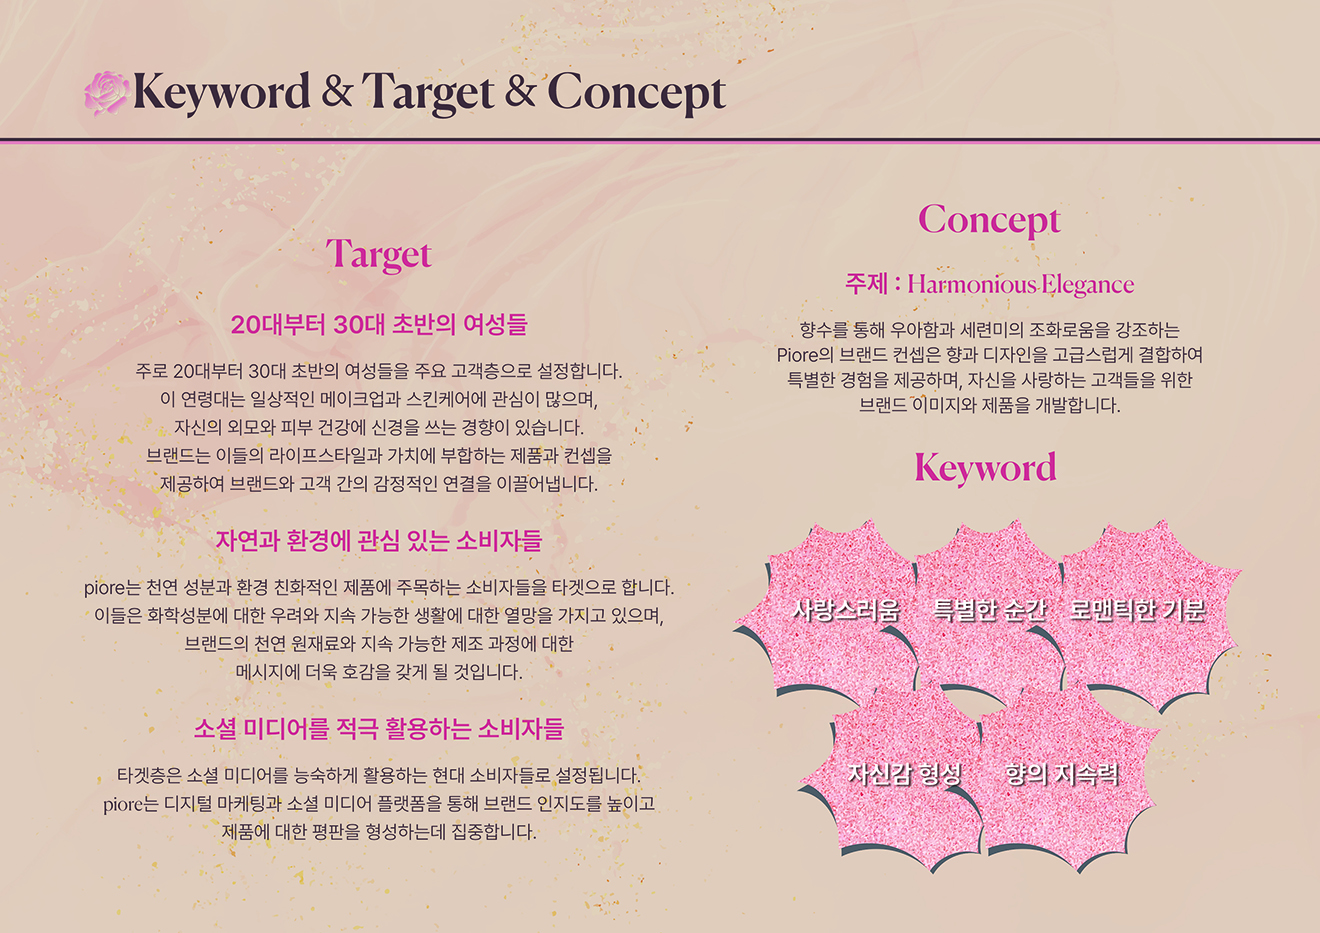 Keyword & Target & Concept
Target
20대부터 30대 초반의 여성들
주로 20대부터 30대 초반의 여성들을 주요 고객층으로 설정합니다.
이 연령대는 일상적인 메이크업과 스킨케어에 관심이 많으며,
자신의 외모와 피부 건강에 신경을 쓰는 경향이 있습니다.
브랜드는 이들의 라이프스타일과 가치에 부합하는 제품과 컨셉을
제공하여 브랜드와 고객 간의 감정적인 연결을 이끌어냅니다.
자연과 환경에 관심 있는 소비자들
piore는 천연 성분과 환경 친화적인 제품에 주목하는 소비자들을 타겟으로 합니다.
이들은 화학성분에 대한 우려와 지속 가능한 생활에 대한 열망을 가지고 있으며,
브랜드의 천연 원재료와 지속 가능한 제조 과정에 대한
메시지에 더욱 호감을 갖게 될 것입니다.
소셜 미디어를 적극 활용하는 소비자들
타겟층은 소셜 미디어를 능숙하게 활용하는 현대 소비자들로 설정됩니다.
piore는 디지털 마케팅과 소셜 미디어 플랫폼을 통해 브랜드 인지도를 높이고
제품에 대한 평판을 형성하는데 집중합니다.
Concept
주제 : Harmonious Elegance
향수를 통해 우아함과 세련미의 조화로움을 강조하는
Piore의 브랜드 컨셉은 향과 디자인을 고급스럽게 결합하여
특별한 경험을 제공하며, 자신을 사랑하는 고객들을 위한
브랜드 이미지와 제품을 개발합니다.
Keyword
사랑스러움
특별한 순간
로맨틱한 기분
자신감 형성
향의 지속력